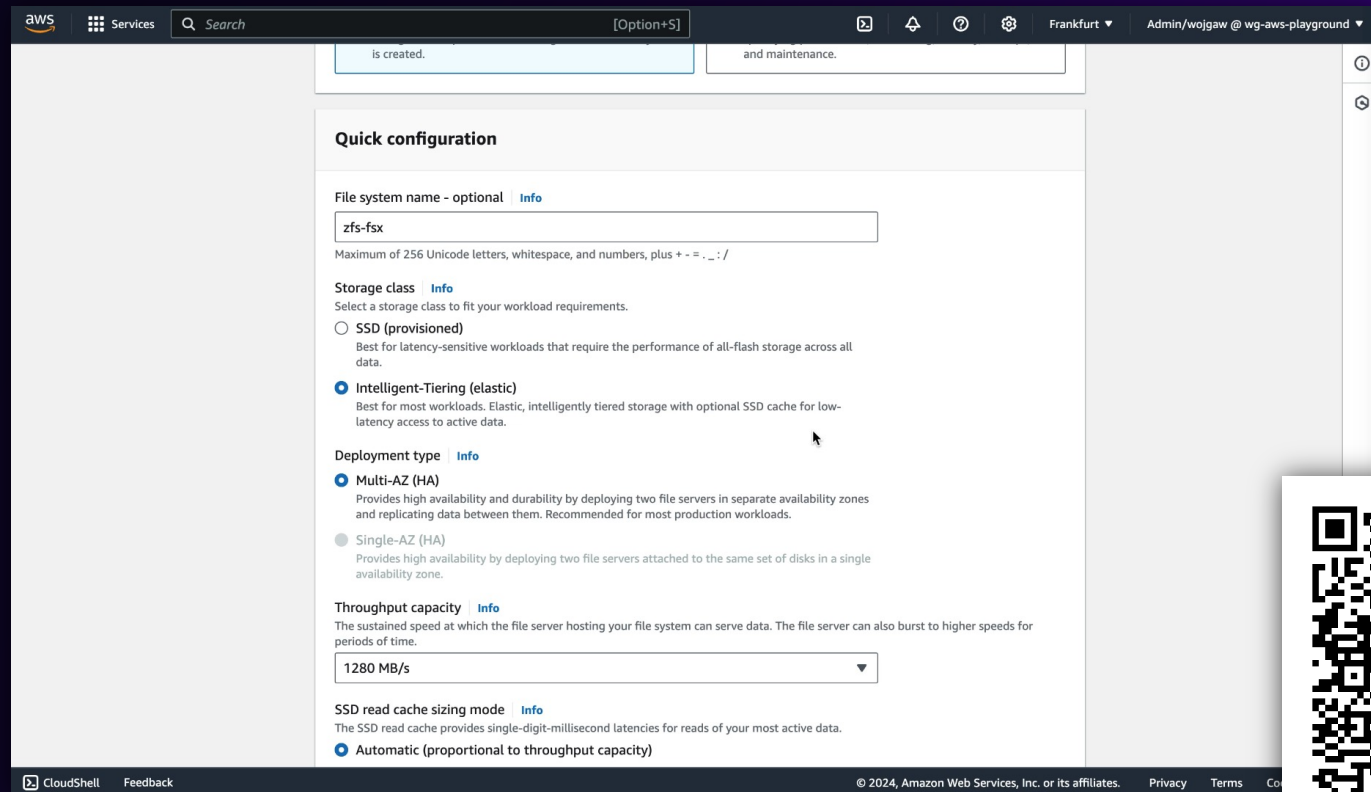 aws
Services
Search
[Option+S]
Frankfurt ▼
Admin/wojgaw @ wg-aws-playground ▼
is created.
and maintenance.
Quick configuration
File system name - optional
Info
zfs-fsx
Maximum of 256 Unicode letters, whitespace, and numbers, plus + - = . _ : /
Storage class
Info
Select a storage class to fit your workload requirements.
SSD (provisioned)
Best for latency-sensitive workloads that require the performance of all-flash storage across all
data.
Intelligent-Tiering (elastic)
Best for most workloads. Elastic, intelligently tiered storage with optional SSD cache for low-
latency access to active data.
Deployment type
Info
Multi-AZ (HA)
Provides high availability and durability by deploying two file servers in separate availability zones
and replicating data between them. Recommended for most production workloads.
Single-AZ (HA)
Provides high availability by deploying two file servers attached to the same set of disks in a single
availability zone.
Throughput capacity
Info
The sustained speed at which the file server hosting your file system can serve data. The file server can also burst to higher speeds for
periods of time.
1280 MB/s
SSD read cache sizing mode
Info
The SSD read cache provides single-digit-millisecond latencies for reads of your most active data.
Automatic (proportional to throughput capacity)
CloudShell
Feedback
© 2024, Amazon Web Services, Inc. or its affiliates.
Privacy
Terms